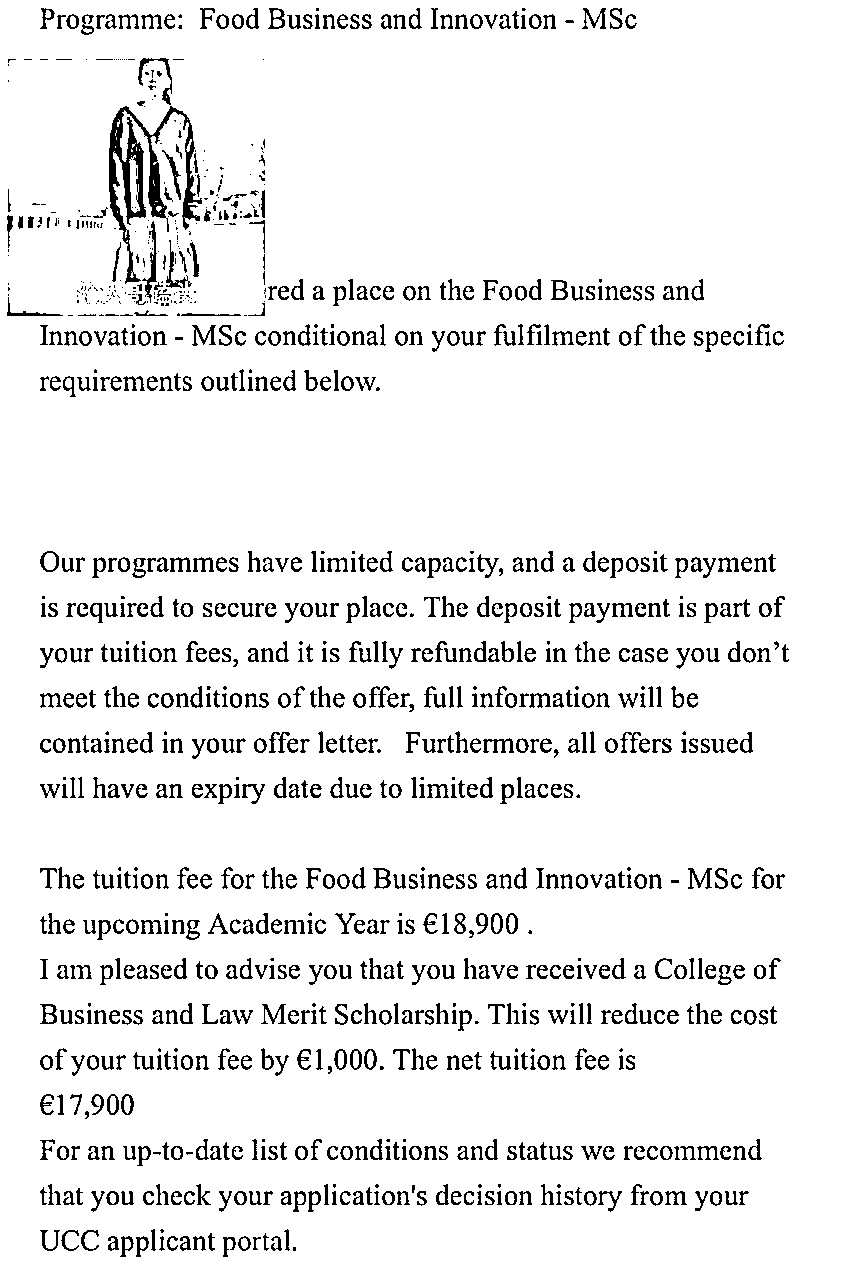 Programme: Food Business and Innovation - MSc
red a place on the Food Business and
Innovation - MSc conditional on your fulfilment of the specific
requirements outlined below.
Our programmes have limited capacity, and a deposit payment
is required to secure your place. The deposit payment is part of
your tuition fees, and it is fully refundable in the case you don’t
meet the conditions of the offer, full information will be
contained in your offer letter. Furthermore, all offers issued
will have an expiry date due to limited places.
The tuition fee for the Food Business and Innovation - MSc for
the upcoming Academic Year is €18,900 .
I am pleased to advise you that you have received a College of
Business and Law Merit Scholarship. This will reduce the cost
of your tuition fee by €1,000. The net tuition fee is
€17,900
For an up-to-date list of conditions and status we recommend
that you check your application's decision history from your
UCC applicant portal.